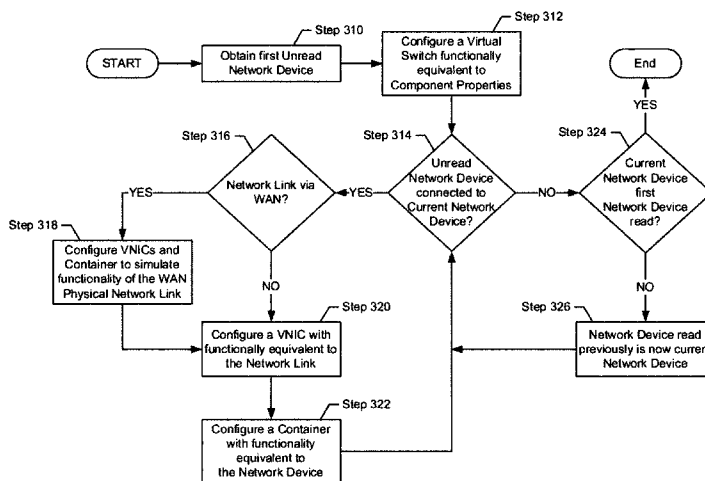 START
Step 310
Obtain first Unread
Network Device
Step 312
Configure a Virtual
Switch functionally
equivalent to
Component Properties
End
YES
Step 316
Network Link via
WAN?
Step 314
Unread
Network Device
connected to
Current Network
Device?
YES
NO
Step 324
Current
Network Device
first
Network Device
read?
YES
Step 318
Configure VNICs and
Container to simulate
functionality of the WAN
Physical Network Link
NO
Step 320
Configure a VNIC with
functionally equivalent to
the Network Link
NO
Step 326
Network Device read
previously is now current
Network Device
Step 322
Configure a Container
with functionality
equivalent to
the Network Device